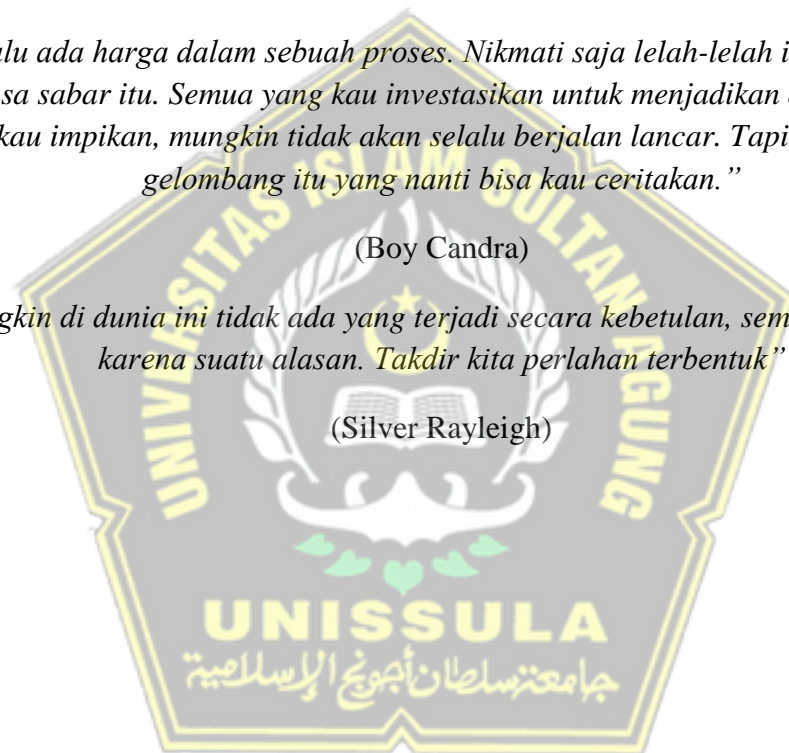 alu ada harga dalam sebuah proses. Nikmati saja lelah-lelah i
sa sabar itu. Semua yang kau investasikan untuk menjadikan
kau impikan, mungkin tidak akan selalu berjalan lancar. Tapi
gelombang itu yang nanti bisa kau ceritakan.”
(Boy Candra)
gkin di dunia ini tidak ada yang terjadi secara kebetulan, sem
karena suatu alasan. Takdir kita perlahan terbentuk”
(Silver Rayleigh)
UNIVERSITAS ISLAM SULTAN AGUNG
UNISSULA
جامعة سلطان أجونج الإسلامية